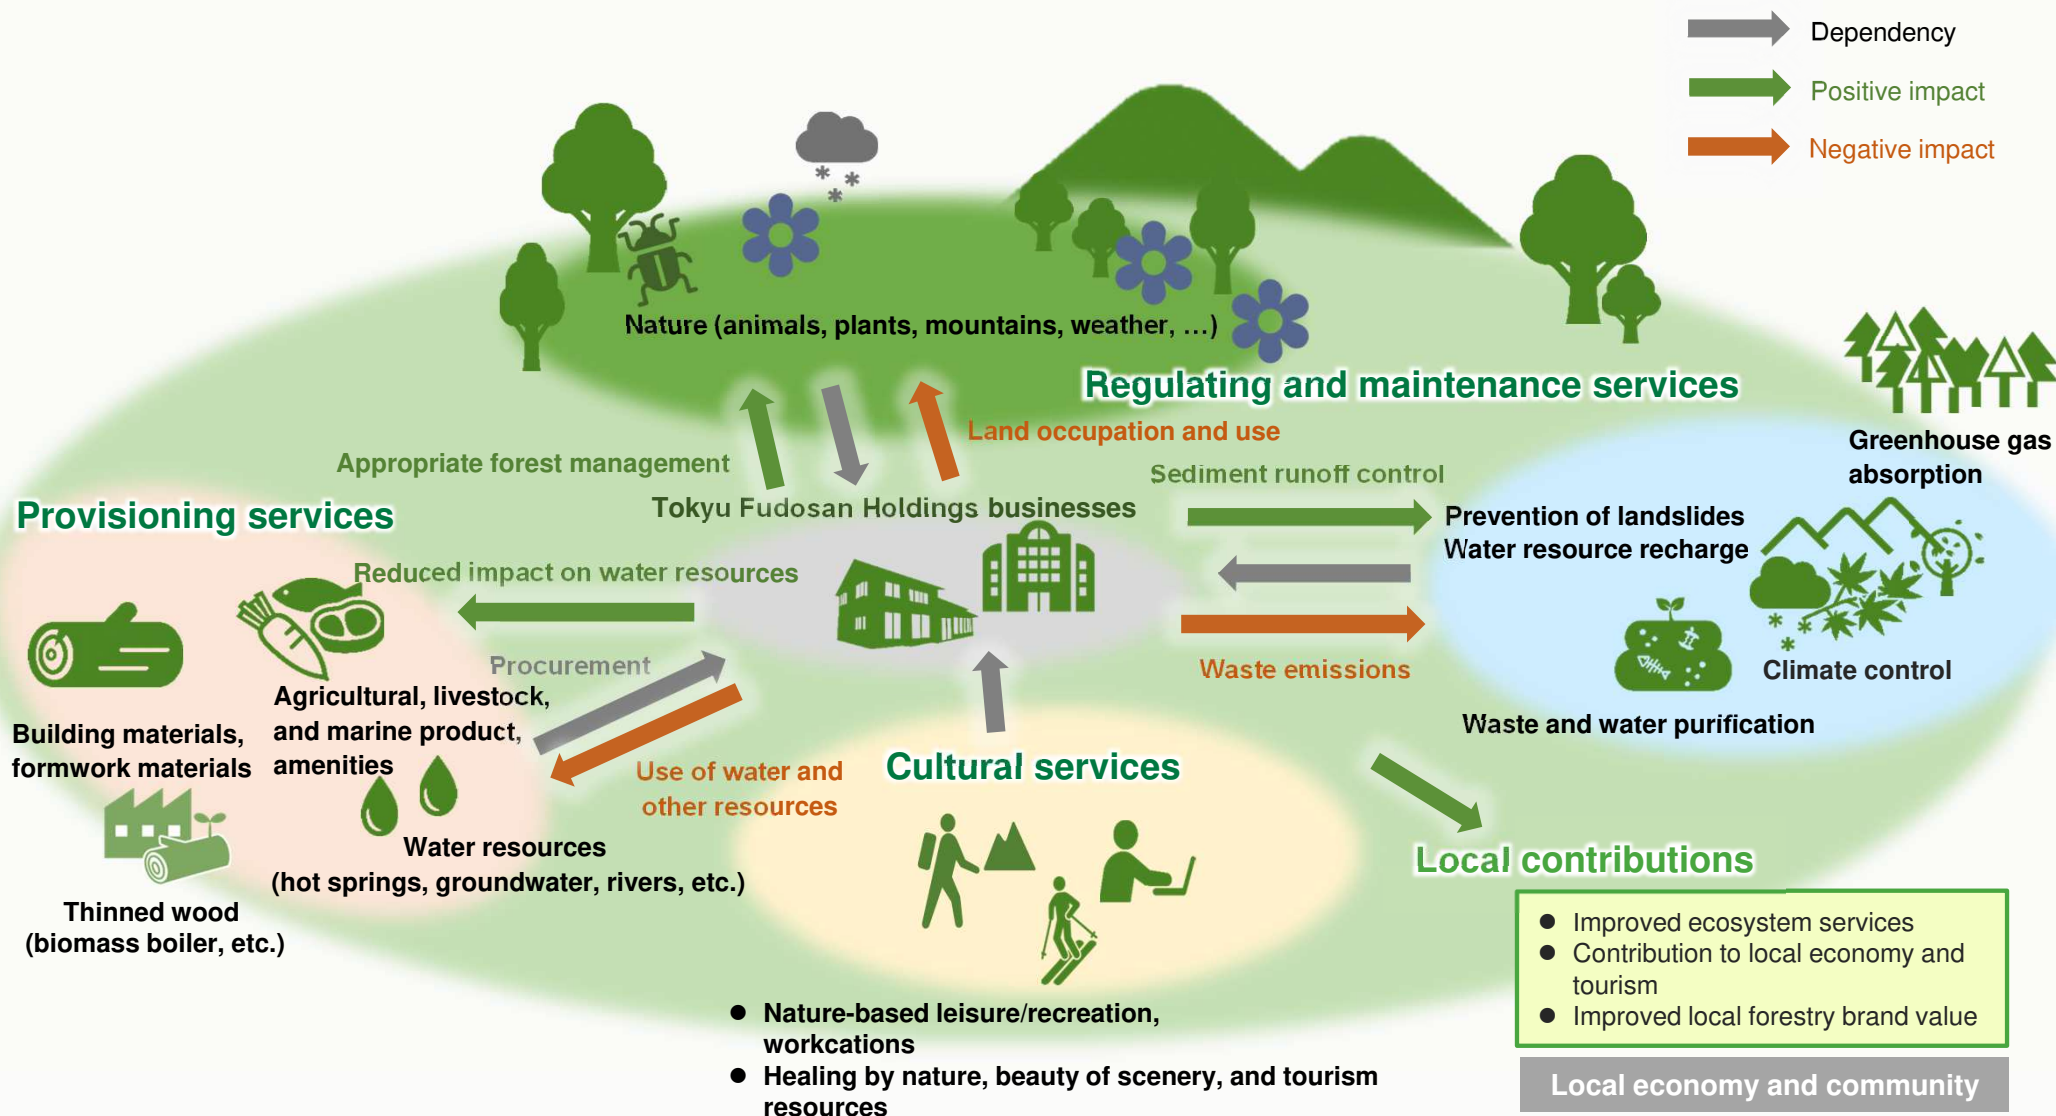 Dependency
Positive impact
Negative impact
Nature (animals, plants, mountains, weather, …)
Regulating and maintenance services
Land occupation and use
Greenhouse gas
absorption
Appropriate forest management
Sediment runoff control
Provisioning services
Tokyu Fudosan Holdings businesses
Prevention of landslides
Water resource recharge
Reduced impact on water resources
Procurement
Waste emissions
Climate control
Agricultural, livestock,
and marine product,
amenities
Building materials,
formwork materials
Waste and water purification
Use of water and
other resources
Cultural services
Water resources
(hot springs, groundwater, rivers, etc.)
Local contributions
Thinned wood
(biomass boiler, etc.)
● Improved ecosystem services
● Contribution to local economy and
tourism
● Improved local forestry brand value
● Nature-based leisure/recreation,
workcations
● Healing by nature, beauty of scenery, and tourism
resources
Local economy and community